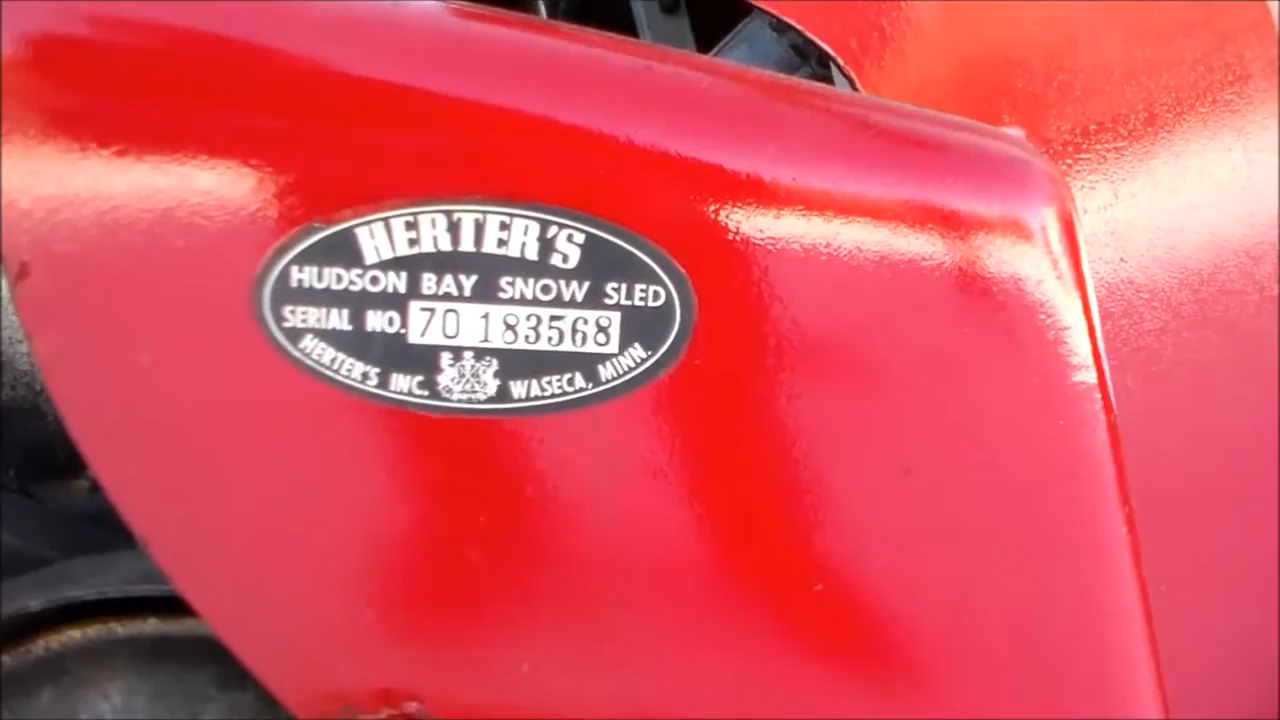 HERTER'S
HUDSON BAY SNOW SLED
SERIAL NO. 70 183568
HERTER'S INC. WASECA, MINN.